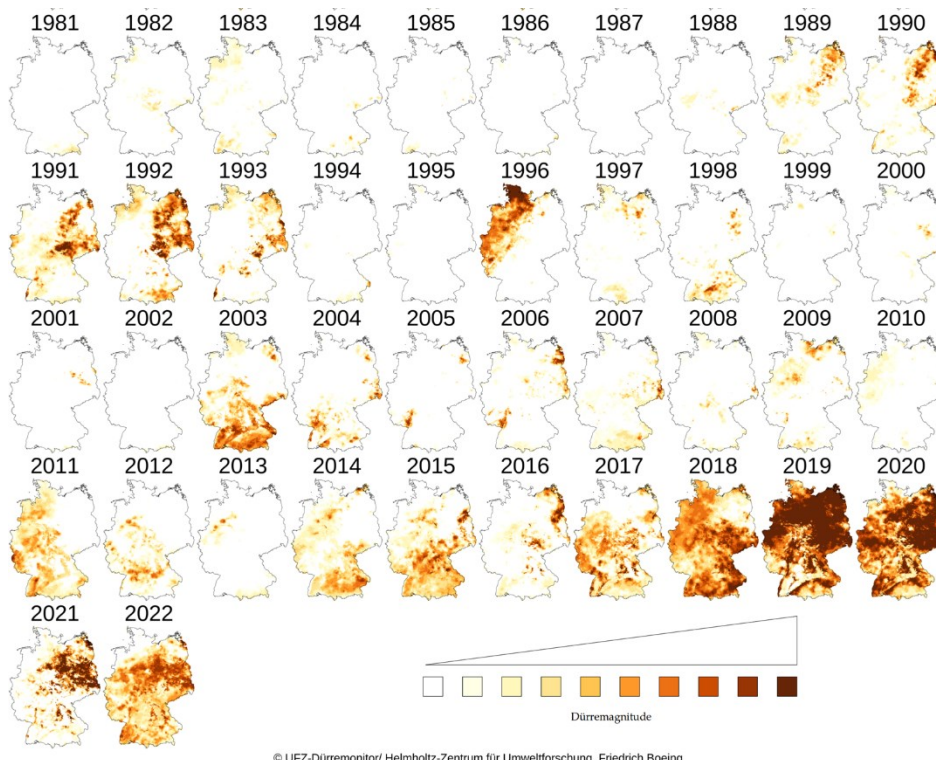 1981 1982 1983 1984 1985 1986 1987 1988 1989 1990
1991 1992 1993 1994 1995 1996 1997 1998 1999 2000
2001 2002 2003 2004 2005 2006 2007 2008 2009 2010
2011 2012 2013 2014 2015 2016 2017 2018 2019 2020
2021 2022
Dürremagnitude
© UFZ-Dürremonitor/ Helmholtz-Zentrum für Umweltforschung, Friedrich Boeing